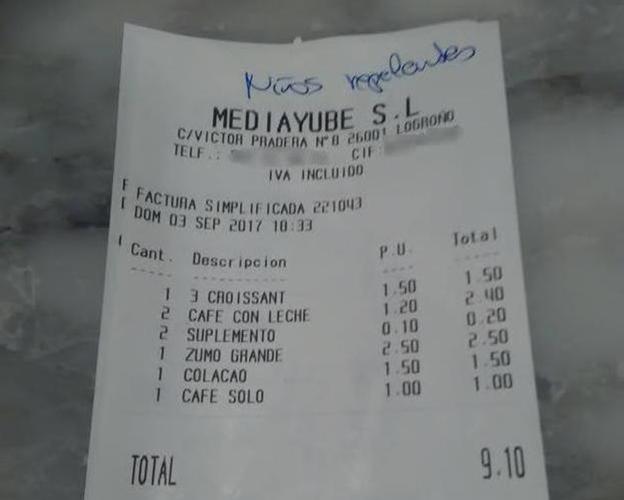 Niños repelentes
MEDIAYUBE S.L
C/VICTOR PRADERA Nº8 26001 LOGROÑO
TELF.: CIF:
IVA INCLUIDO
FACTURA SIMPLIFICADA 221043
DOM 03 SEP 2017 10:33
Cant. Descripcion P.U. Total
1 3 CROISSANT 1.50 1.50
2 CAFE CON LECHE 1.20 2.40
2 SUPLEMENTO 0.10 0.20
1 ZUMO GRANDE 2.50 2.50
1 COLACAO 1.50 1.50
1 CAFE SOLO 1.00 1.00
TOTAL 9.10